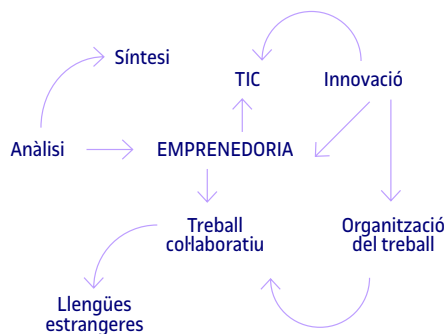 Síntesi
TIC
Innovació
Anàlisi
EMPRENEDORIA
Treball
col·laboratiu
Organització
del treball
Llengües
estrangeres